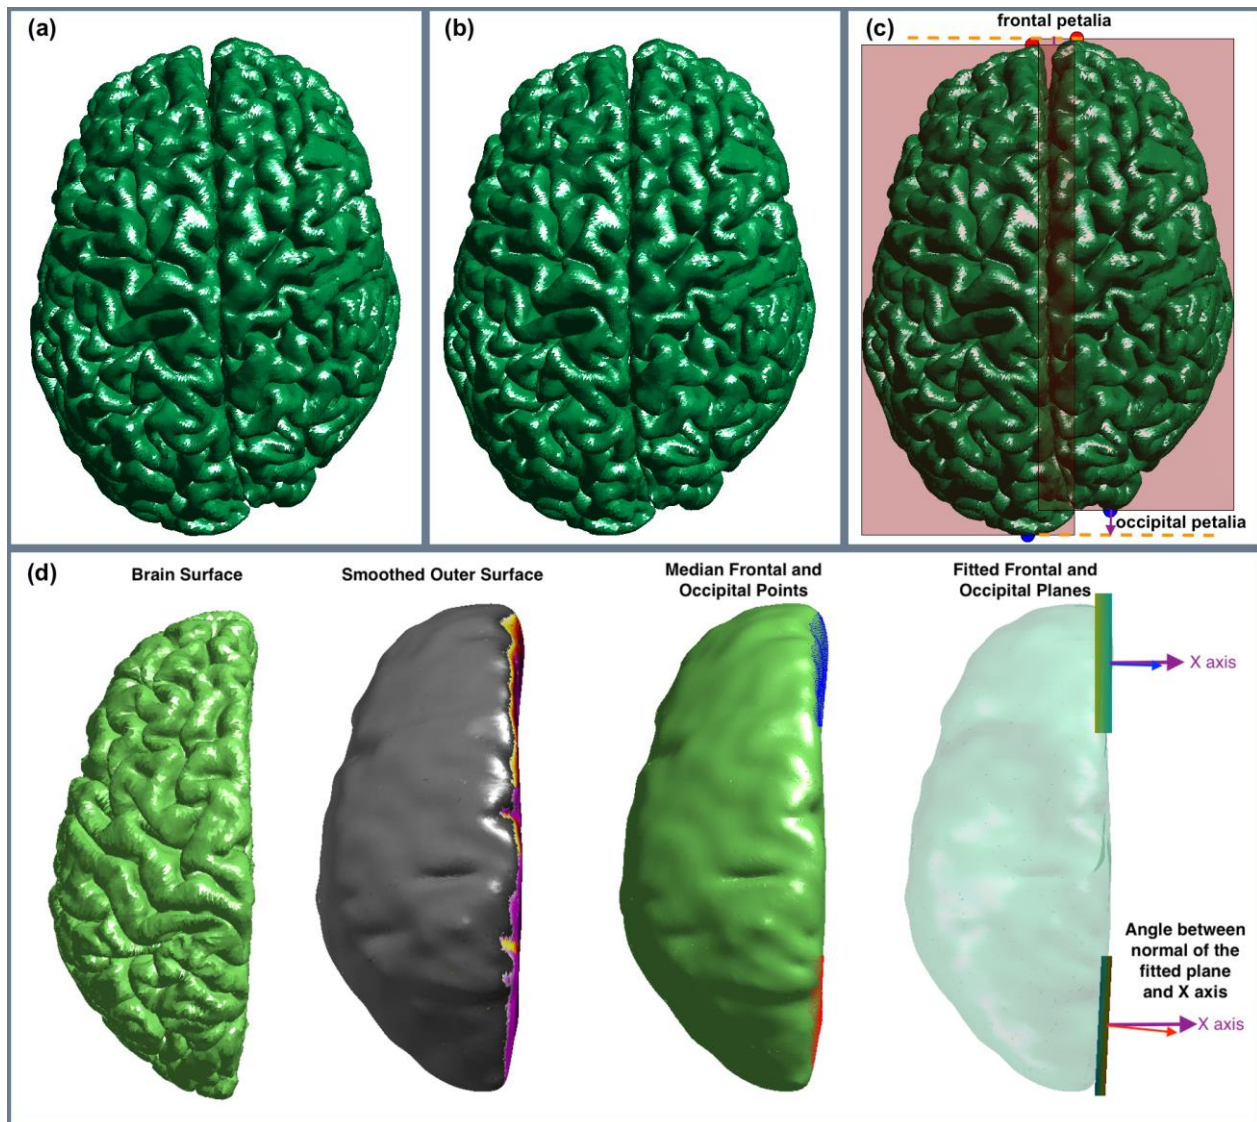 (a)
(b)
(c)
frontal petalia
occipital petalia
(d)
Brain Surface
Smoothed Outer Surface
Median Frontal and
Occipital Points
Fitted Frontal and
Occipital Planes
X axis
Angle between
normal of the
fitted plane
and X axis
X axis